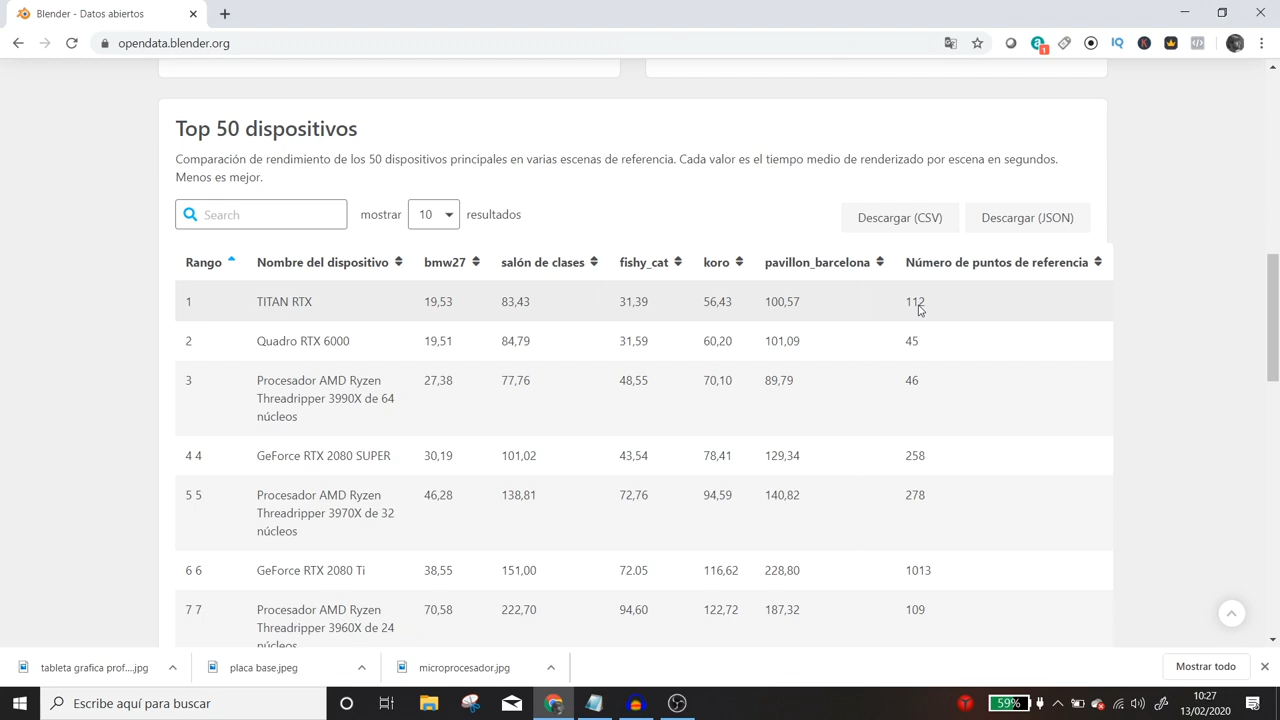 Blender - Datos abiertos
opendata.blender.org
1
IQ
K
Top 50 dispositivos
Comparación de rendimiento de los 50 dispositivos principales en varias escenas de referencia. Cada valor es el tiempo medio de renderizado por escena en segundos.
Menos es mejor.
Search
mostrar 10 resultados
Descargar (CSV) Descargar (JSON)
Rango Nombre del dispositivo bmw27 salón de clases fishy_cat koro pavillon_barcelona Número de puntos de referencia
1 TITAN RTX 19,53 83,43 31,39 56,43 100,57 112
2 Quadro RTX 6000 19,51 84,79 31,59 60,20 101,09 45
3 Procesador AMD Ryzen 27,38 77,76 48,55 70,10 89,79 46
Threadripper 3990X de 64
núcleos
4 4 GeForce RTX 2080 SUPER 30,19 101,02 43,54 78,41 129,34 258
5 5 Procesador AMD Ryzen 46,28 138,81 72,76 94,59 140,82 278
Threadripper 3970X de 32
núcleos
6 6 GeForce RTX 2080 Ti 38,55 151,00 72.05 116,62 228,80 1013
7 7 Procesador AMD Ryzen 70,58 222,70 94,60 122,72 187,32 109
Threadripper 3960X de 24
núcleos
tableta grafica prof....jpg placa base.jpeg microprocesador.jpg Mostrar todo
Escribe aquí para buscar
59%
10:27
13/02/2020